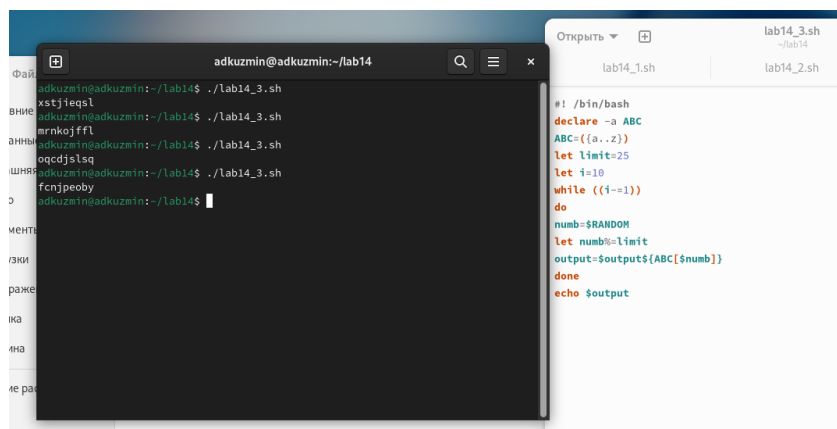 Открыть
lab14_3.sh
~/lab14
lab14_1.sh
lab14_2.sh
adkuzmin@adkuzmin:~/lab14
adkuzmin@adkuzmin:~/lab14$ ./lab14_3.sh
xstjieqsl
adkuzmin@adkuzmin:~/lab14$ ./lab14_3.sh
mrnkojffl
adkuzmin@adkuzmin:~/lab14$ ./lab14_3.sh
oqcdjslsq
adkuzmin@adkuzmin:~/lab14$ ./lab14_3.sh
fcnjpeoby
adkuzmin@adkuzmin:~/lab14$
#! /bin/bash
declare -a ABC
ABC=({a..z})
let limit=25
let i=10
while ((i-=1))
do
numb=$RANDOM
let numb%=limit
output=$output${ABC[$numb]}
done
echo $output